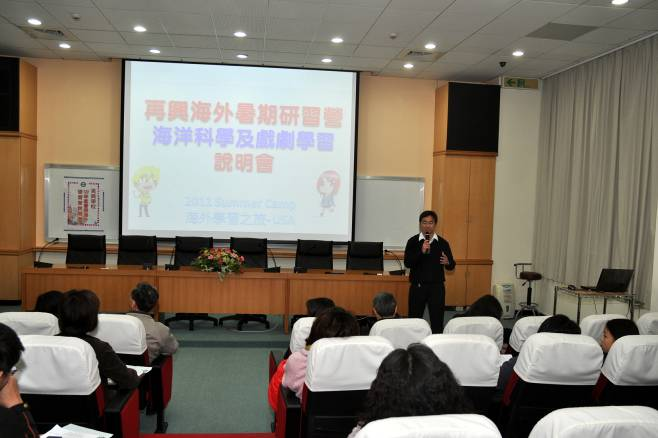 再興海外暑期研習營
海洋科學及戲劇學習
說明會
2011 Summer Camp
海外學習之旅-USA